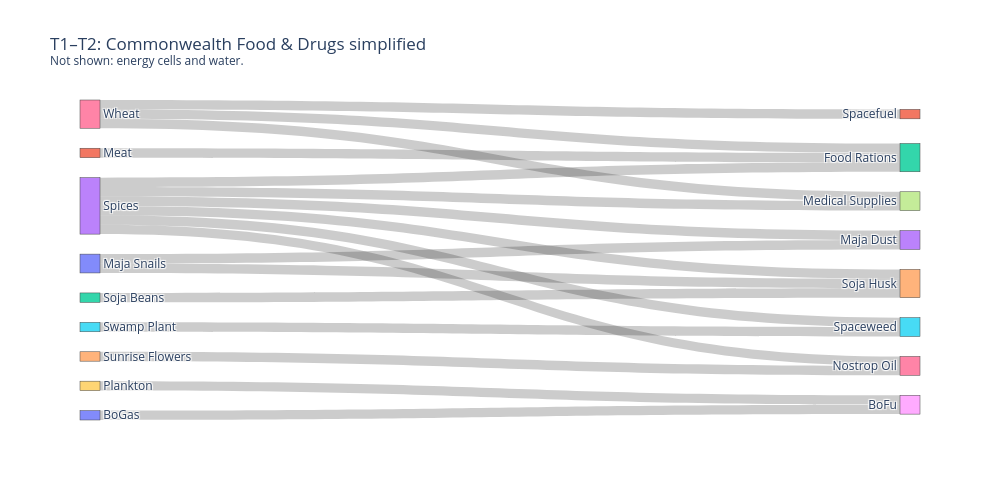 T1–T2: Commonwealth Food & Drugs simplified
Not shown: energy cells and water.
Wheat
Meat
Spices
Maja Snails
Soja Beans
Swamp Plant
Sunrise Flowers
Plankton
BoGas
Spacefuel
Food Rations
Medical Supplies
Maja Dust
Soja Husk
Spaceweed
Nostrop Oil
BoFu